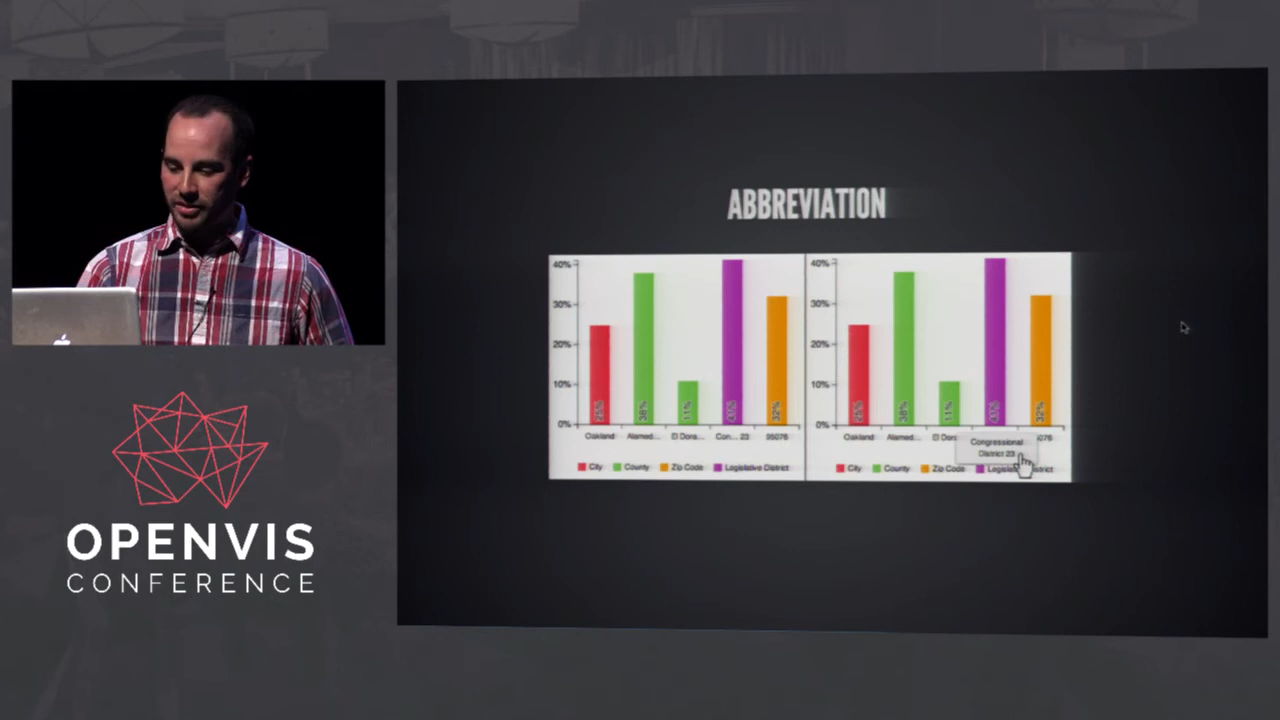 ABBREVIATION
40%
30%
20%
10%
0%
38%
11%
41%
32%
Oakland Alamed... El Dora... Con... 23 95076
City County Zip Code Legislative District
40%
30%
20%
10%
0%
38%
11%
41%
32%
Oakland Alamed... El Dora
Congressional
District 23
City County Zip Code
OPENVIS
CONFERENCE